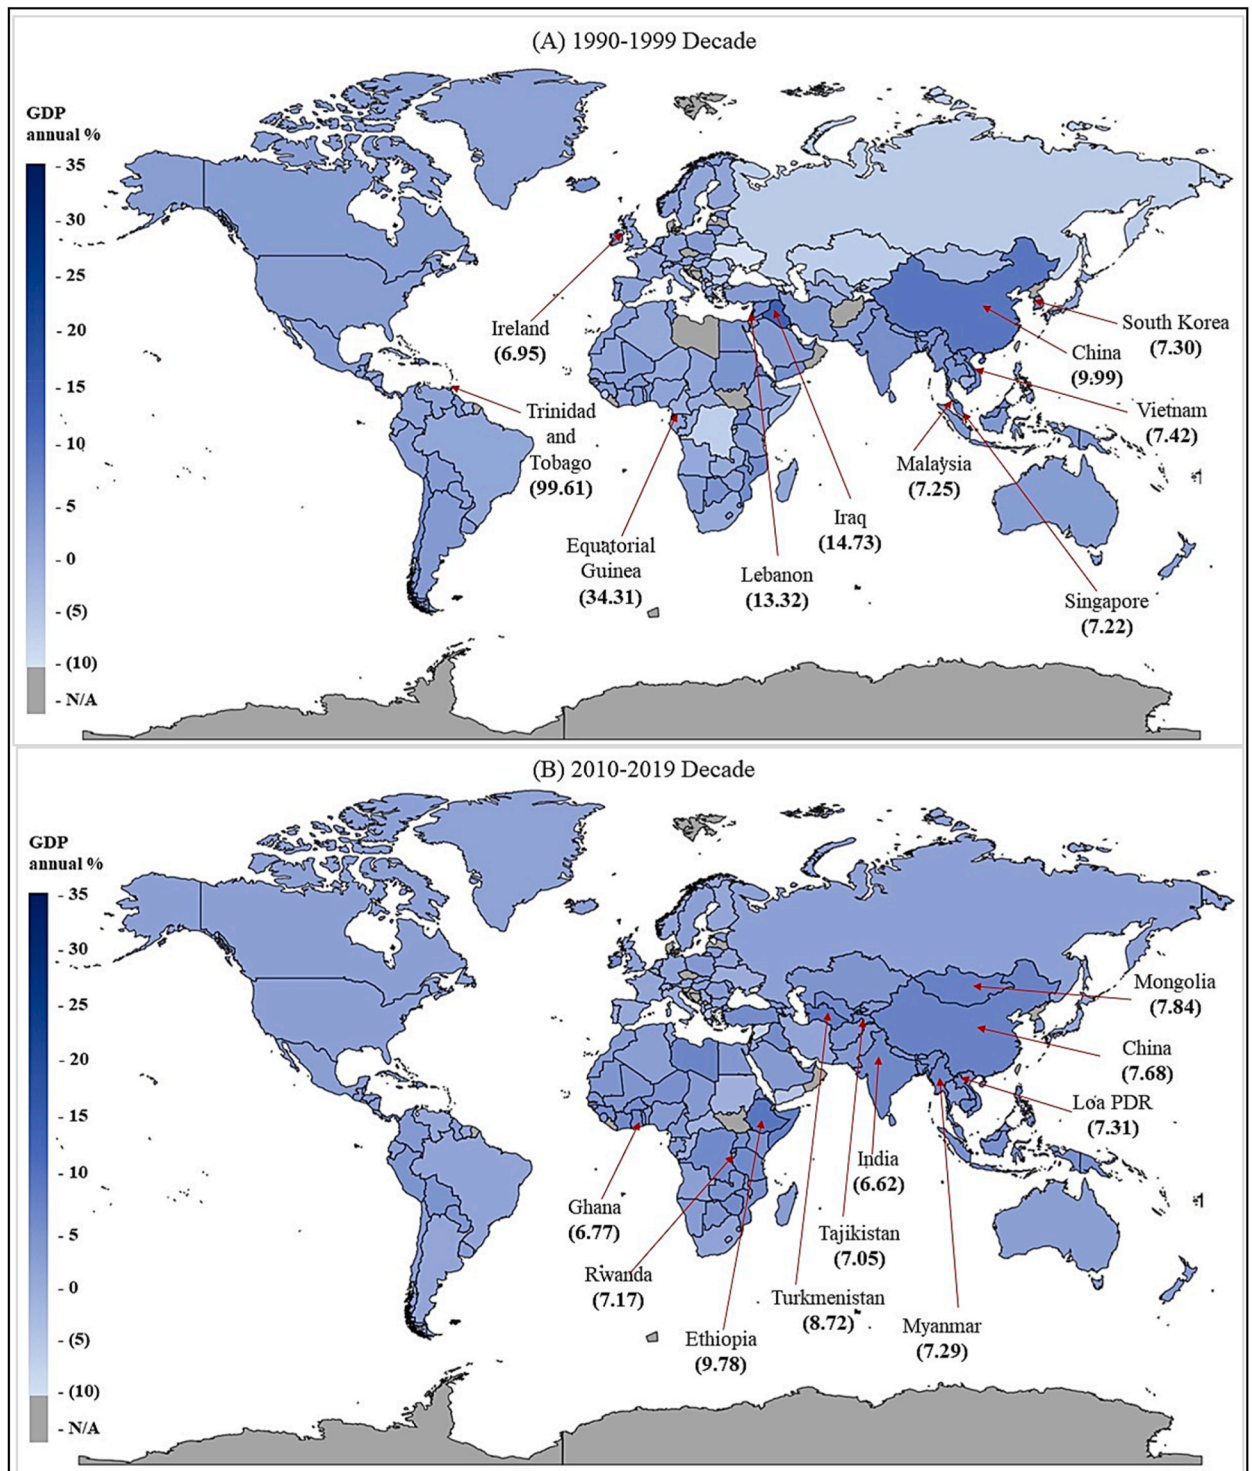 (A) 1990-1999 Decade
GDP
annual %
- 35
- 30
- 25
- 20
- 15
- 10
- 5
- 0
- (5)
- (10)
- N/A
Ireland
(6.95)
Trinidad
and
Tobago
(99.61)
Equatorial
Guinea
(34.31)
Lebanon
(13.32)
Iraq
(14.73)
Malaysia
(7.25)
Singapore
(7.22)
Vietnam
(7.42)
China
(9.99)
South Korea
(7.30)
(B) 2010-2019 Decade
GDP
annual %
- 35
- 30
- 25
- 20
- 15
- 10
- 5
- 0
- (5)
- (10)
- N/A
Ghana
(6.77)
Rwanda
(7.17)
Ethiopia
(9.78)
Turkmenistan
(8.72)
Tajikistan
(7.05)
India
(6.62)
Myanmar
(7.29)
Loa PDR
(7.31)
China
(7.68)
Mongolia
(7.84)